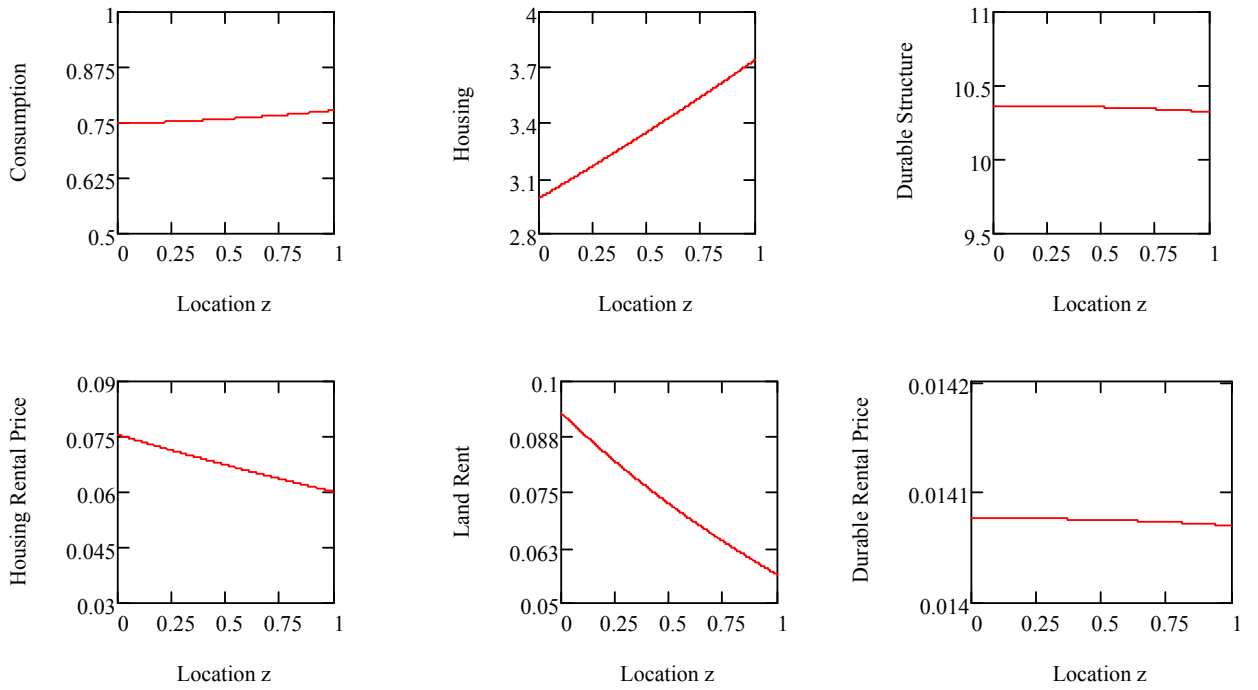 Consumption
1
0.875
0.75
0.625
0.5
0 0.25 0.5 0.75 1
Location z
Housing
4
3.7
3.4
3.1
2.8
0 0.25 0.5 0.75 1
Location z
Durable Structure
11
10.5
10
9.5
0 0.25 0.5 0.75 1
Location z
Housing Rental Price
0.09
0.075
0.06
0.045
0.03
0 0.25 0.5 0.75 1
Location z
Land Rent
0.1
0.088
0.075
0.063
0.05
0 0.25 0.5 0.75 1
Location z
Durable Rental Price
0.0142
0.0141
0.014
0 0.25 0.5 0.75 1
Location z